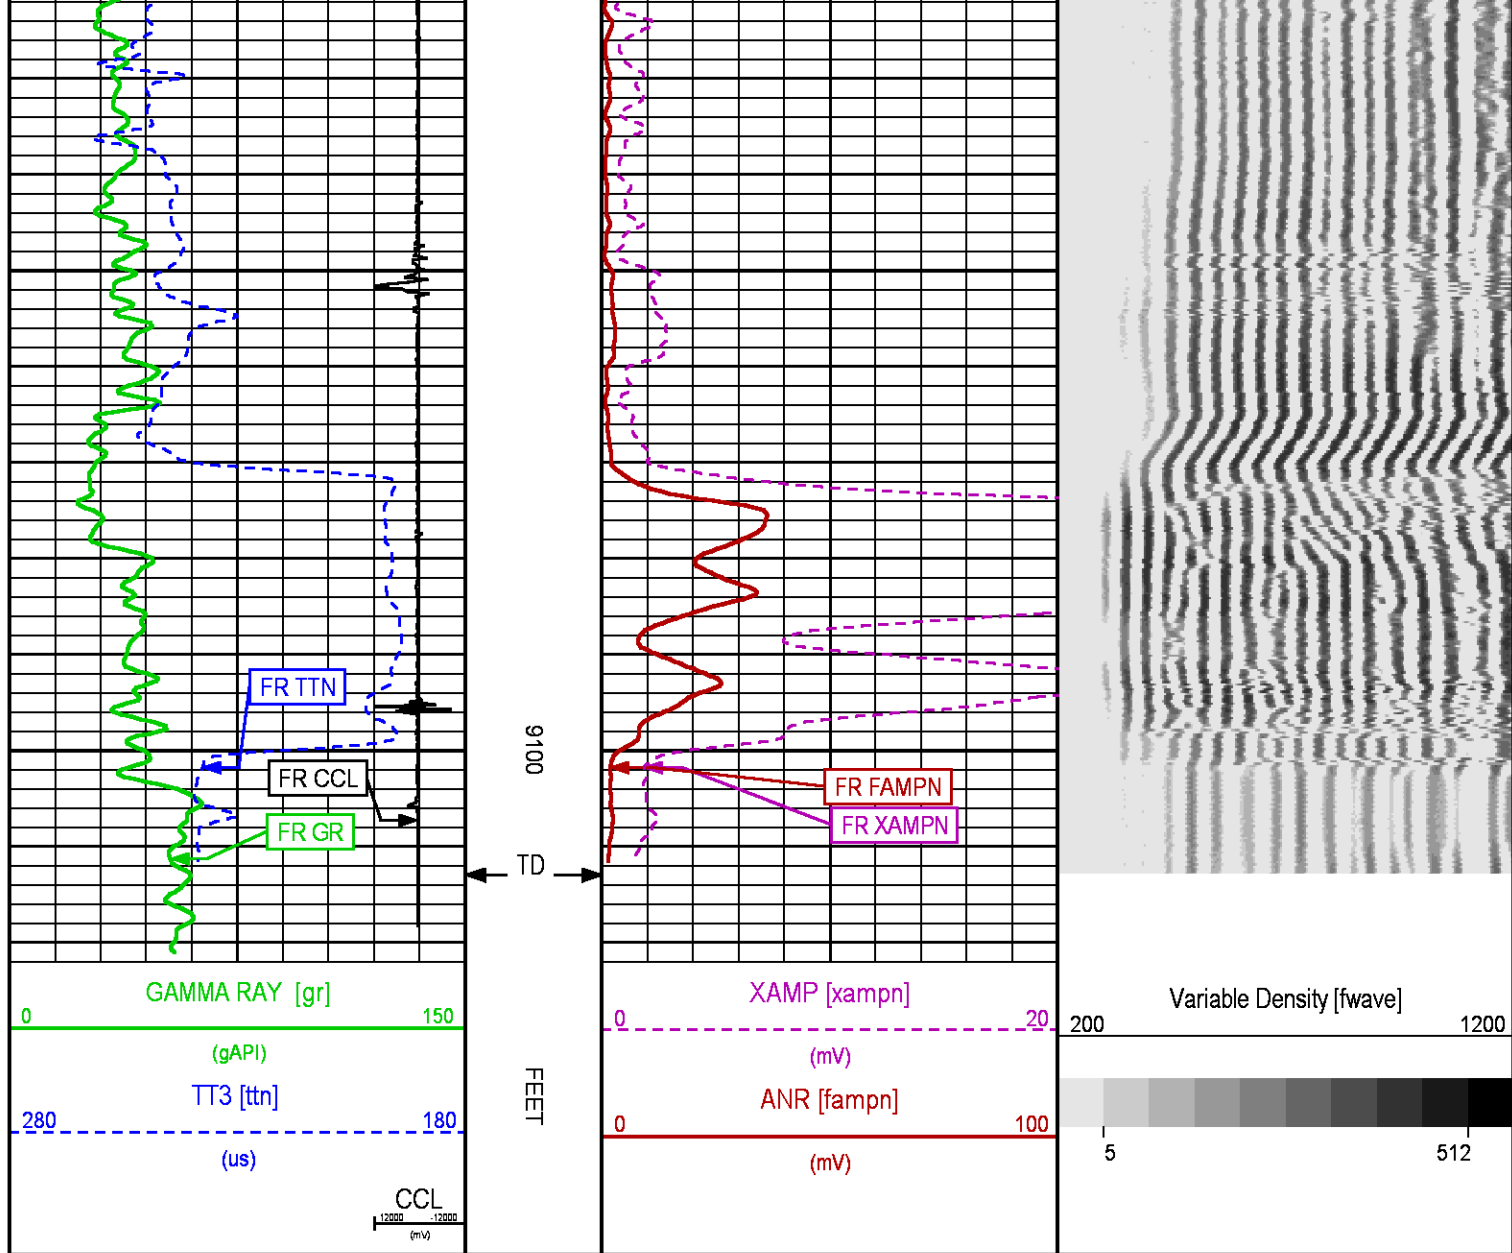 FR TTN
9100
FR CCL
FR FAMPN
FR GR
FR XAMPN
TD
GAMMA RAY [gr]
0 150
(gAPI)
TT3 [ttn]
280 180
(us)
CCL
12000 -12000
(mV)
FEET
XAMP [xampn]
0 20
(mV)
ANR [fampn]
0 100
(mV)
Variable Density [fwave]
200 1200
5 512